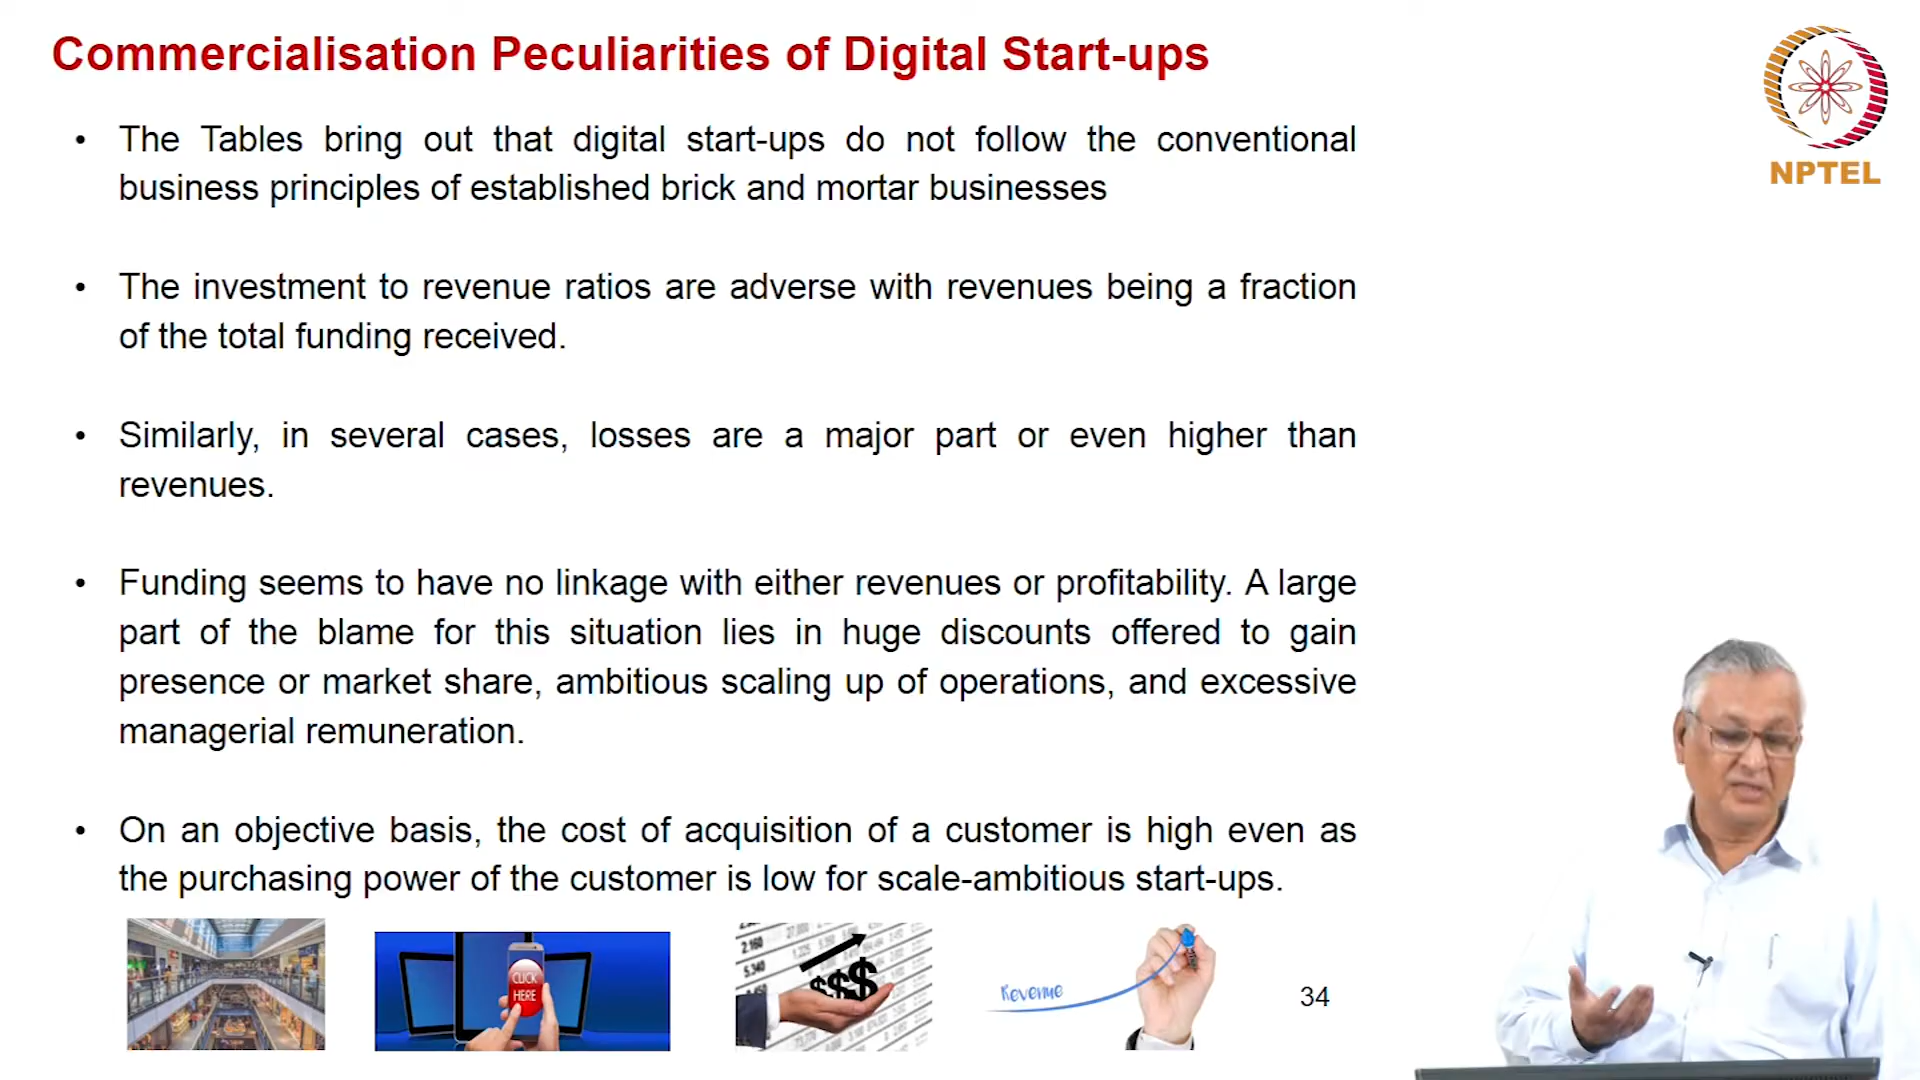 Commercialisation Peculiarities of Digital Start-ups
NPTEL
• The Tables bring out that digital start-ups do not follow the conventional
business principles of established brick and mortar businesses
• The investment to revenue ratios are adverse with revenues being a fraction
of the total funding received.
• Similarly, in several cases, losses are a major part or even higher than
revenues.
• Funding seems to have no linkage with either revenues or profitability. A large
part of the blame for this situation lies in huge discounts offered to gain
presence or market share, ambitious scaling up of operations, and excessive
managerial remuneration.
• On an objective basis, the cost of acquisition of a customer is high even as
the purchasing power of the customer is low for scale-ambitious start-ups.
CLICK
HERE
2.160
5.340
$$$
Revenue
34